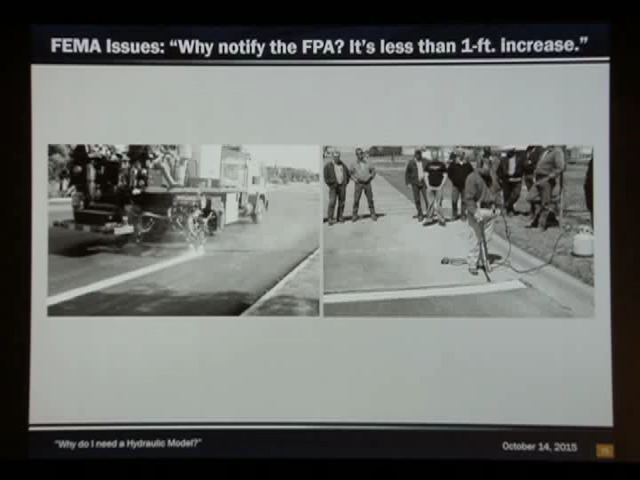 FEMA Issues: “Why notify the FPA? It’s less than 1-ft. increase.”
“Why do I need a Hydraulic Model?”
October 14, 2015